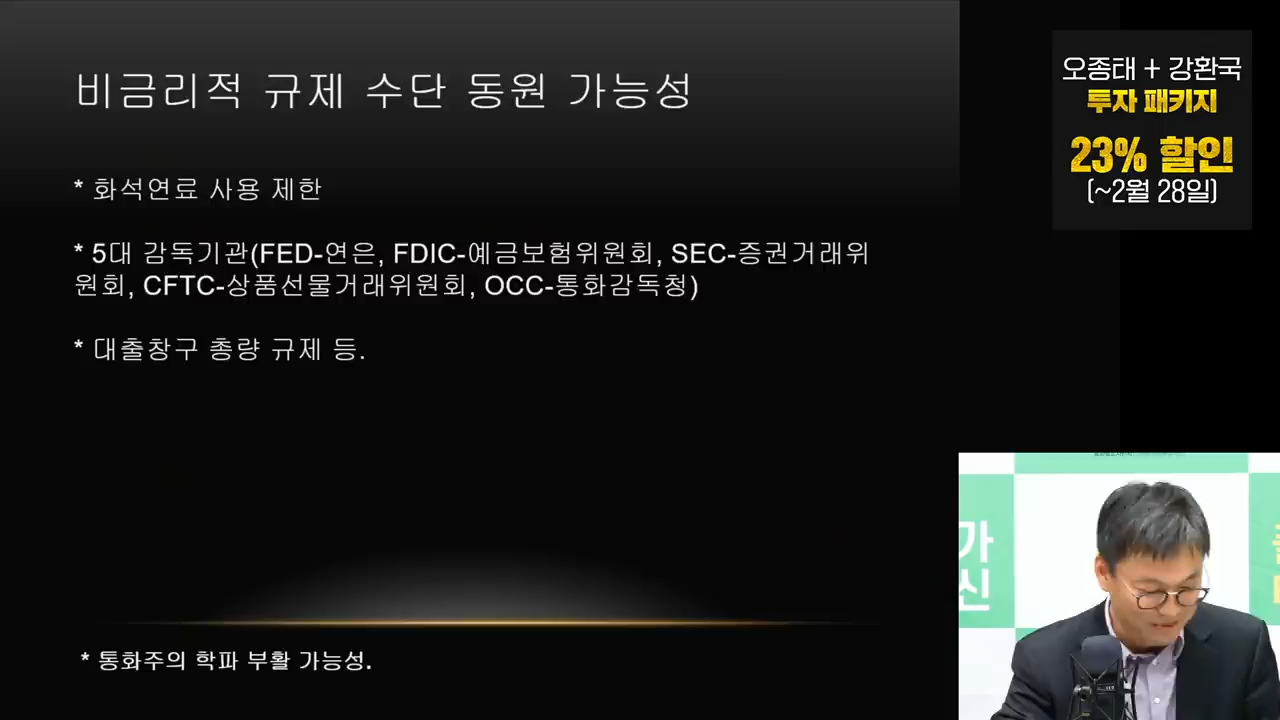 비금리적 규제 수단 동원 가능성
* 화석연료 사용 제한
* 5대 감독기관(FED-연은, FDIC-예금보험위원회, SEC-증권거래위
원회, CFTC-상품선물거래위원회, OCC-통화감독청)
* 대출창구 총량 규제 등.
* 통화주의 학파 부활 가능성.
오종태 + 강환국
투자 패키지
23% 할인
(~2월 28일)
가
신